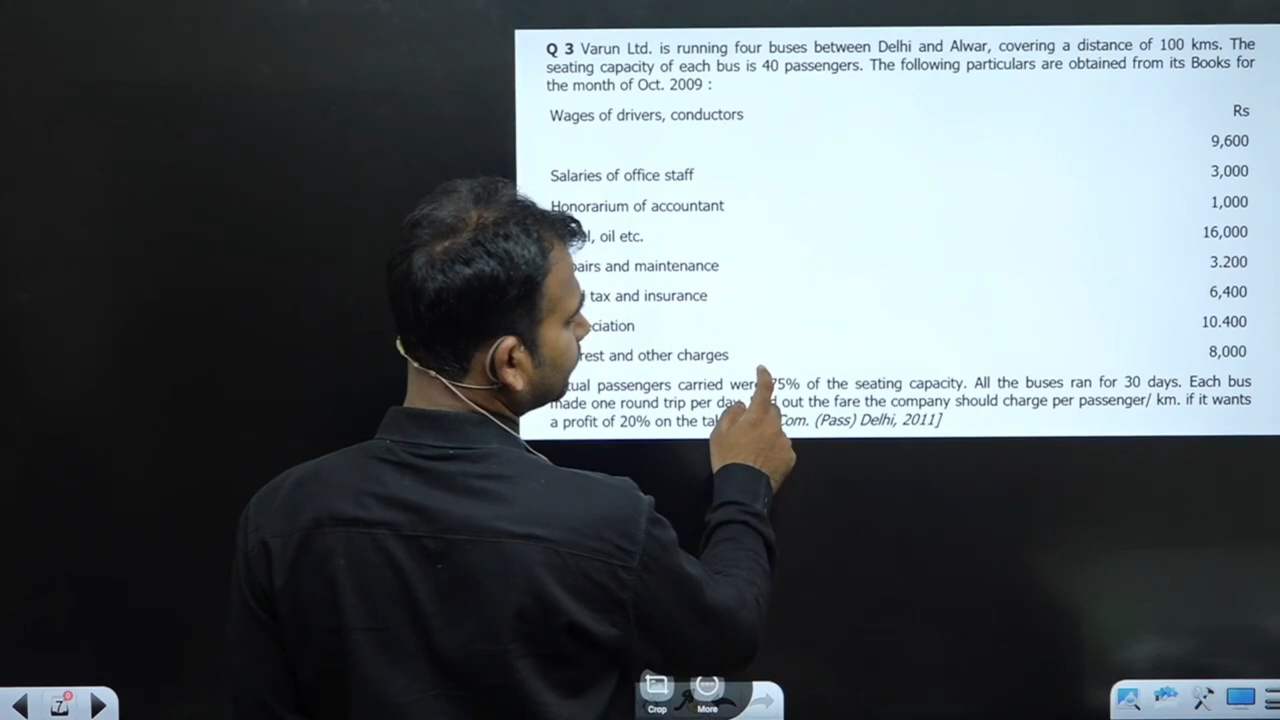 Q 3 Varun Ltd. is running four buses between Delhi and Alwar, covering a distance of 100 kms. The
seating capacity of each bus is 40 passengers. The following particulars are obtained from its Books for
the month of Oct. 2009 :
Wages of drivers, conductors Rs
9,600
Salaries of office staff 3,000
Honorarium of accountant 1,000
oil etc. 16,000
and maintenance 3.200
tax and insurance 6,400
10.400
and other charges 8,000
passengers carried 75% of the seating capacity. All the buses ran for 30 days. Each bus
made one round trip per out the fare the company should charge per passenger/ km. if it wants
a profit of 20% on the (Pass) Delhi, 2011]
7
0
Crop
More